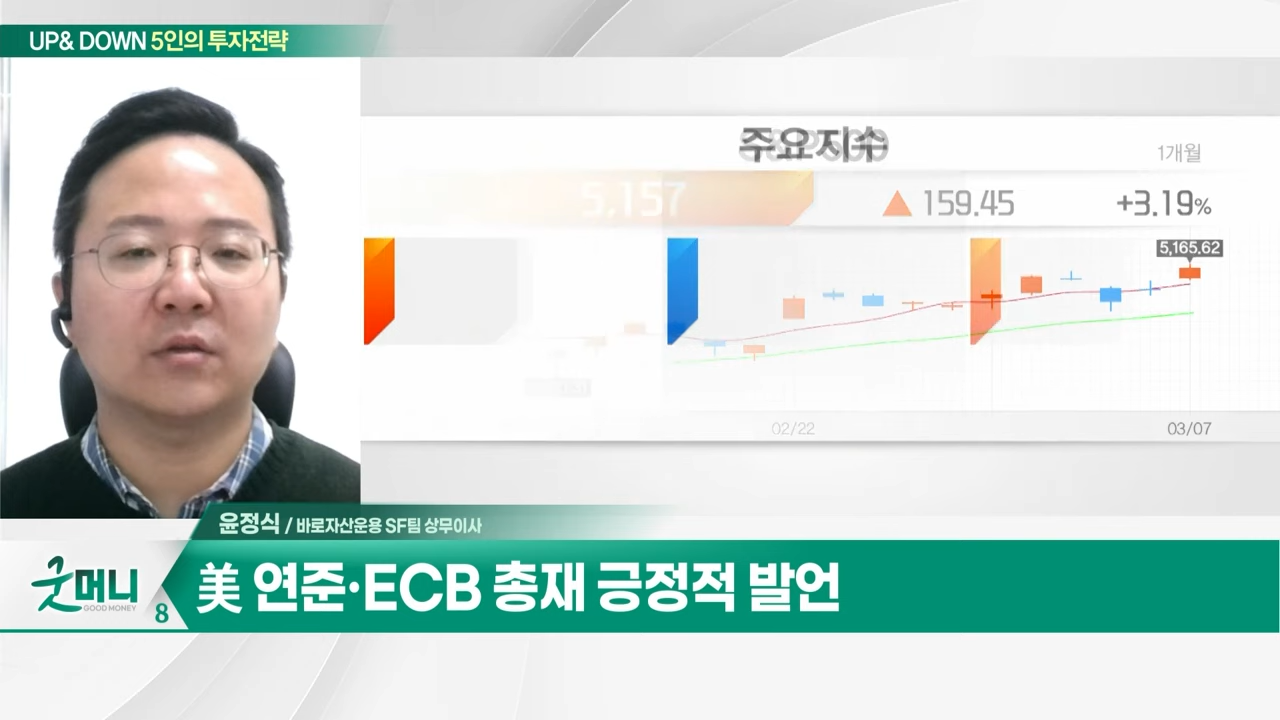 UP& DOWN 5인의 투자전략
주요지수
1개월
5,157
▲ 159.45
+3.19%
5,165.62
02/22
03/07
윤정식 / 바로자산운용 SF팀 상무이사
굿머니
GOOD MONEY
8
美 연준·ECB 총재 긍정적 발언